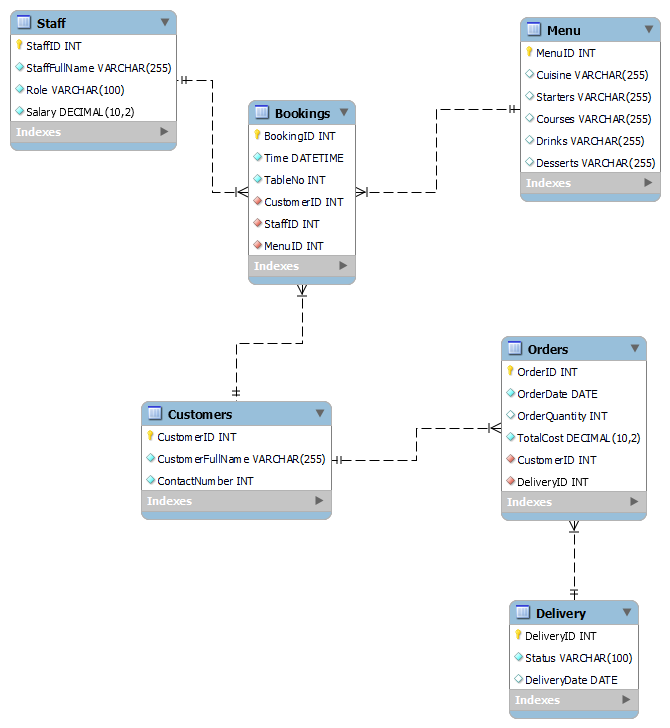 Staff
StaffID INT
StaffFullName VARCHAR(255)
Role VARCHAR(100)
Salary DECIMAL(10,2)
Indexes
Menu
MenuID INT
Cuisine VARCHAR(255)
Starters VARCHAR(255)
Courses VARCHAR(255)
Drinks VARCHAR(255)
Desserts VARCHAR(255)
Indexes
Bookings
BookingID INT
Time DATETIME
TableNo INT
CustomerID INT
StaffID INT
MenuID INT
Indexes
Customers
CustomerID INT
CustomerFullName VARCHAR(255)
ContactNumber INT
Indexes
Orders
OrderID INT
OrderDate DATE
OrderQuantity INT
TotalCost DECIMAL(10,2)
CustomerID INT
DeliveryID INT
Indexes
Delivery
DeliveryID INT
Status VARCHAR(100)
DeliveryDate DATE
Indexes